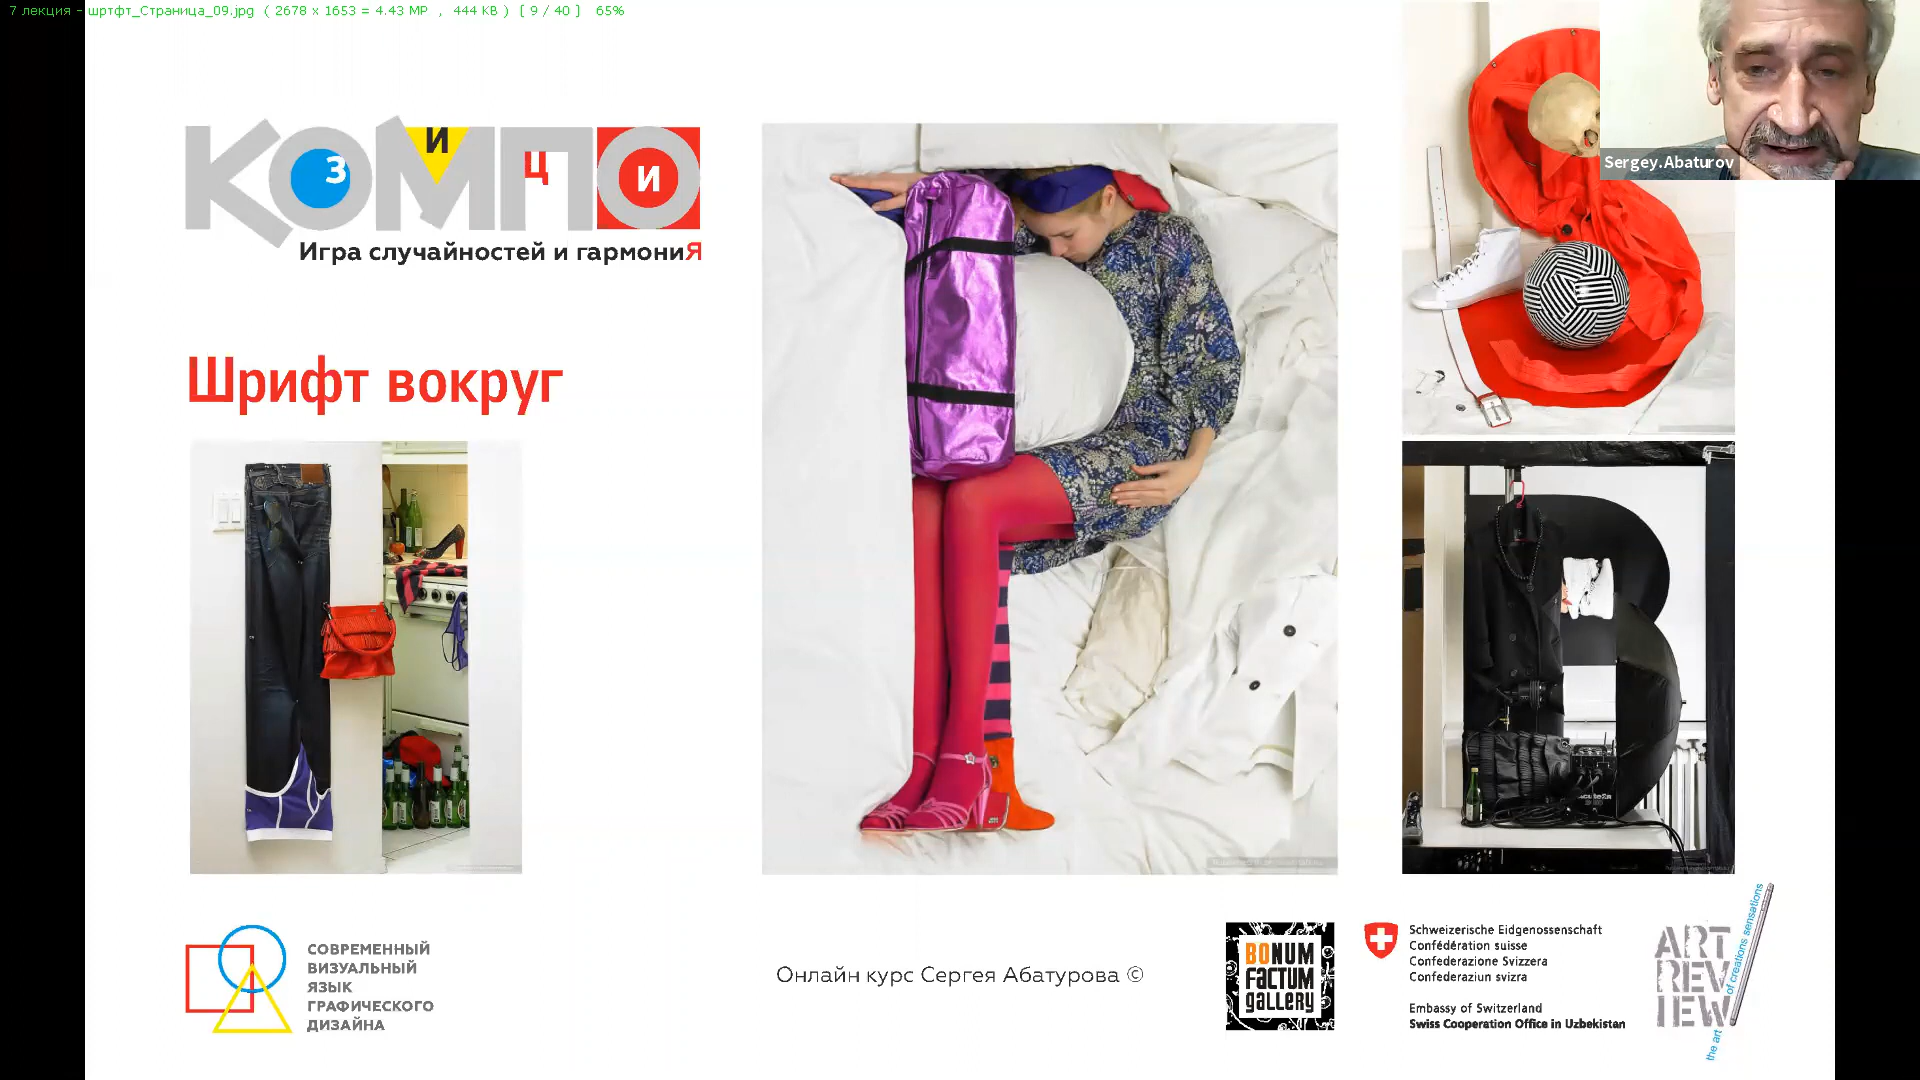 7 лекция - шртфт_Страница_09.jpg ( 2678 x 1653 = 4.43 MP , 444 KB ) [ 9 / 40 ] 65%
Sergey.Abaturov
КОМПОЗИЦИИ
Игра случайностей и гармониЯ
Шрифт вокруг
СОВРЕМЕННЫЙ
ВИЗУАЛЬНЫЙ
ЯЗЫК
ГРАФИЧЕСКОГО
ДИЗАЙНА
Онлайн курс Сергея Абатурова ©
BONUM
FACTUM
gallery
Schweizerische Eidgenossenschaft
Confédération suisse
Confederazione Svizzera
Confederaziun svizra
Embassy of Switzerland
Swiss Cooperation Office in Uzbekistan
ART
REV
IEW
the art of creations sensations